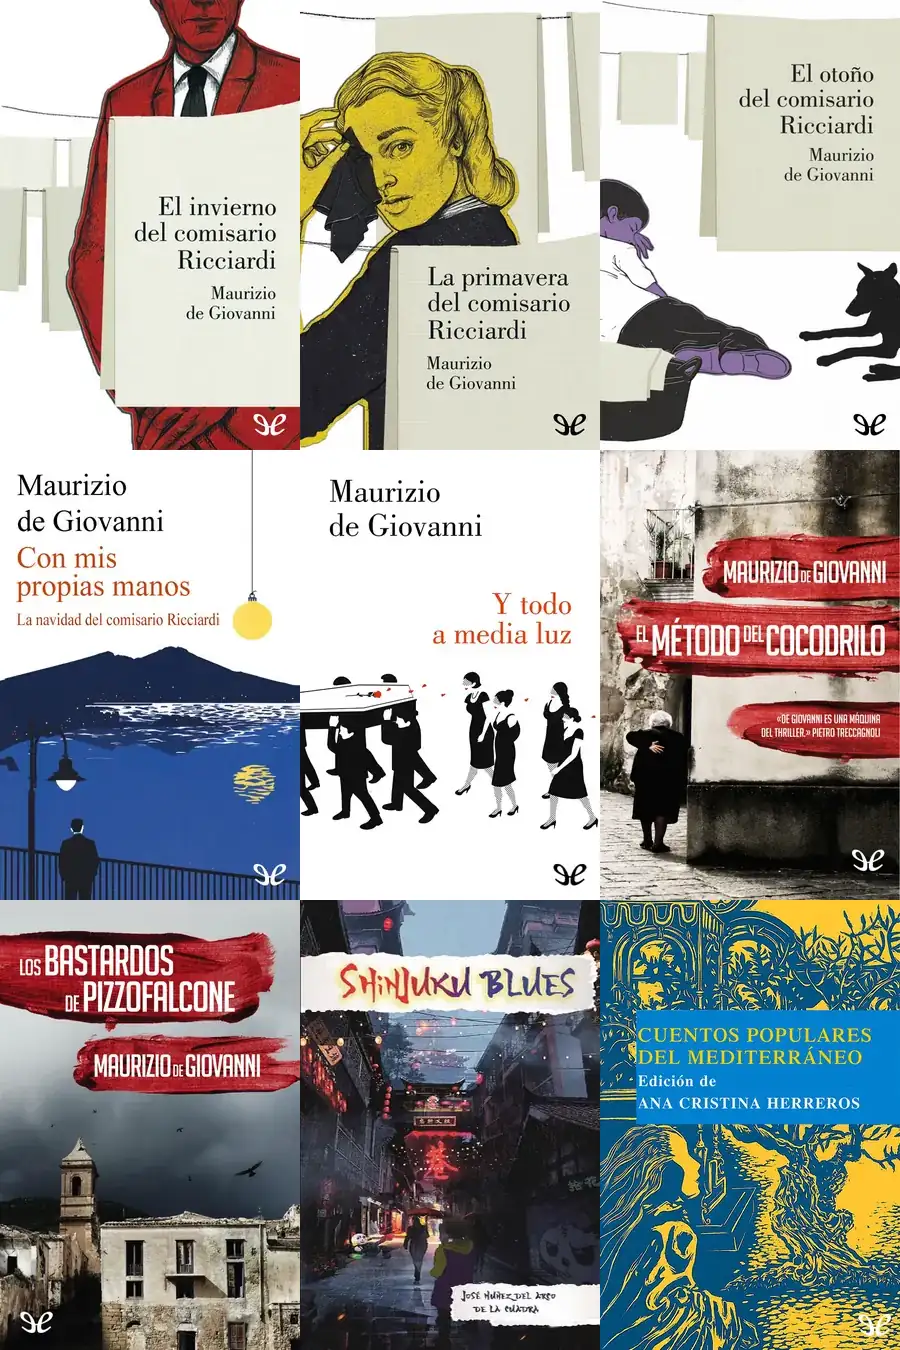 El invierno
del comisario
Ricciardi
Maurizio
de Giovanni
La primavera
del comisario
Ricciardi
Maurizio
de Giovanni
El otoño
del comisario
Ricciardi
Maurizio
de Giovanni
Maurizio
de Giovanni
Con mis
propias manos
La navidad del comisario Ricciardi
Maurizio
de Giovanni
Y todo
a media luz
MAURIZIO DE GIOVANNI
EL MÉTODO DEL COCODRILO
«DE GIOVANNI ES UNA MÁQUINA
DEL THRILLER.» PIETRO TRECCAGNOLI
LOS BASTARDOS
DE PIZZOFALCONE
MAURIZIO DE GIOVANNI
SHINJUKU BLUES
JOSÉ NUÑEZ DEL ARCO
DE LA CUADRA
CUENTOS POPULARES
DEL MEDITERRÁNEO
Edición de
ANA CRISTINA HERREROS